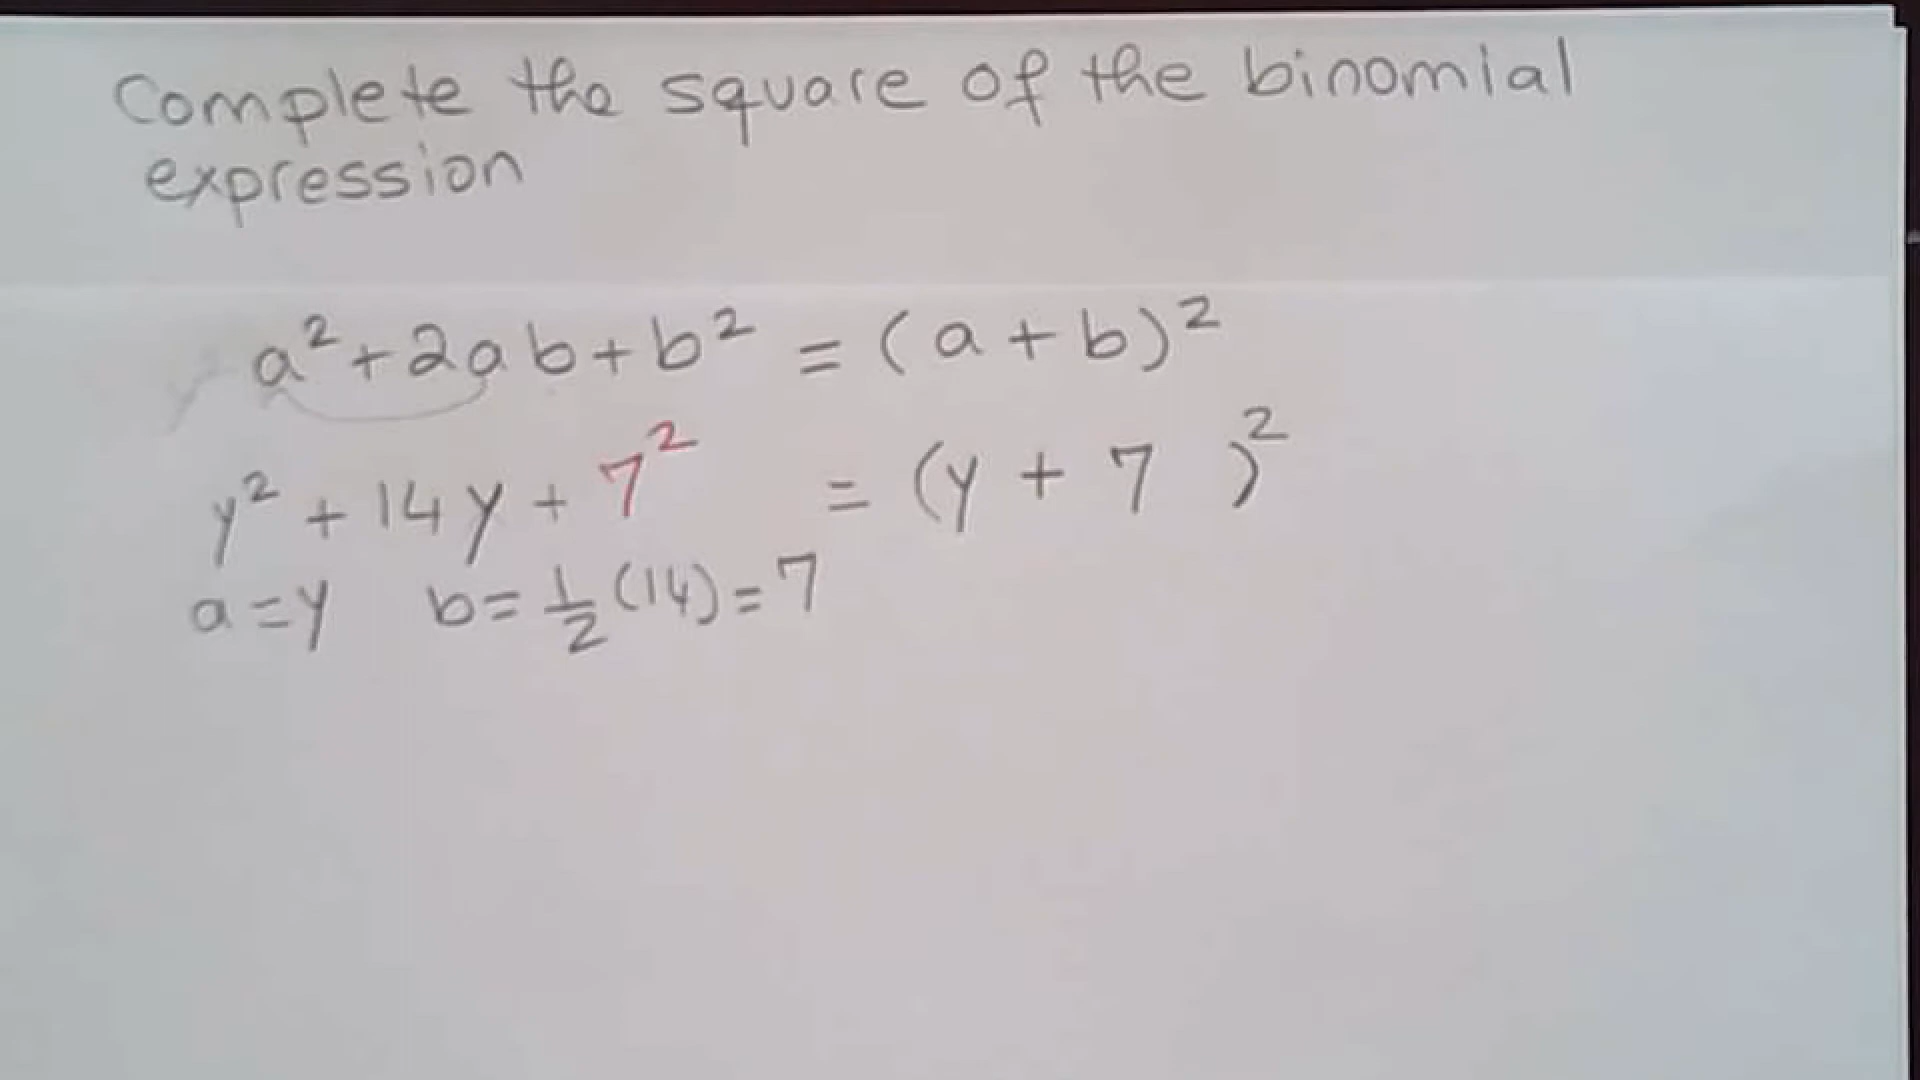 Complete the square of the binomial
expression
a² + 2ab + b² = (a + b)²
y² + 14y + 7² = (y + 7 )²
a = y b = 1/2 (14) = 7